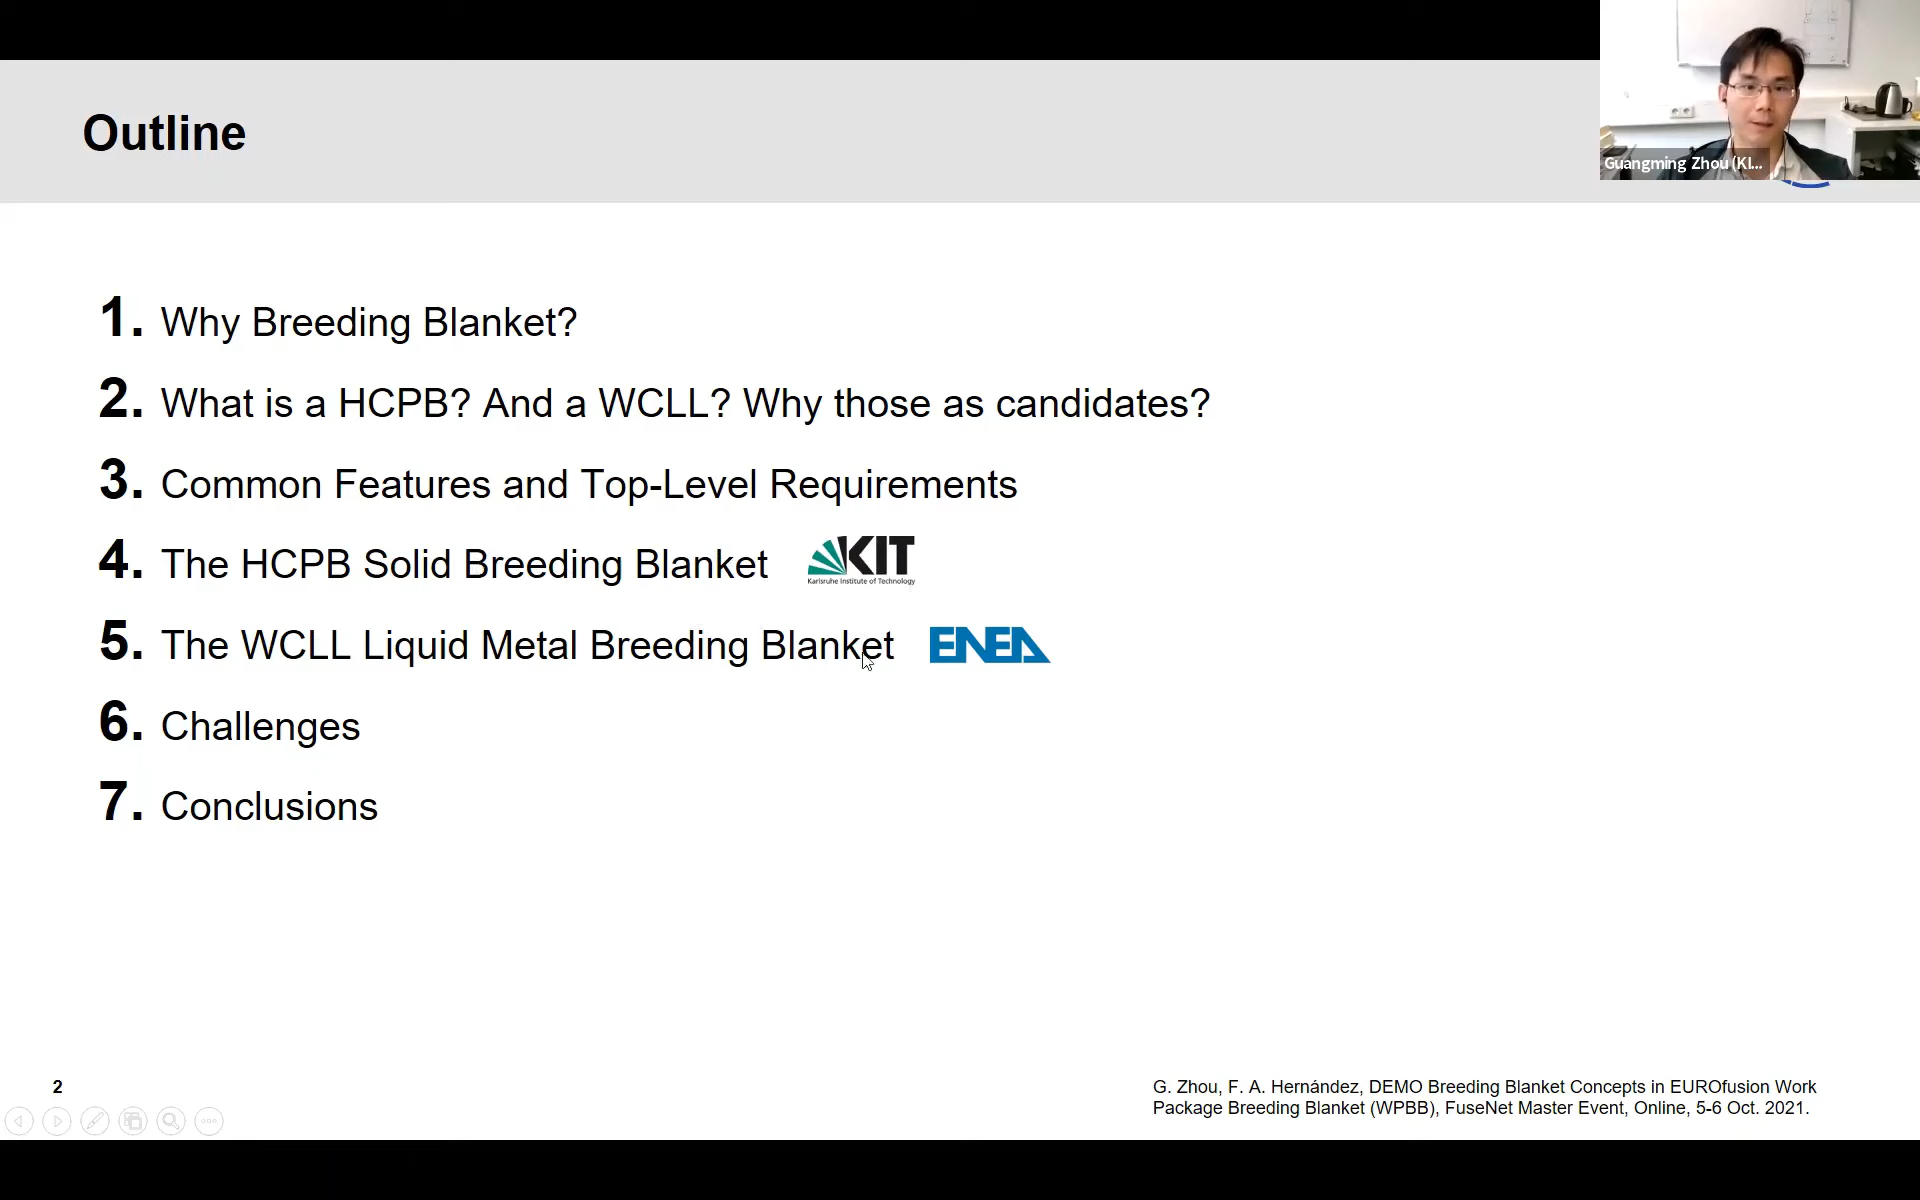 Outline
Guangming Zhou (KI...
1. Why Breeding Blanket?
2. What is a HCPB? And a WCLL? Why those as candidates?
3. Common Features and Top-Level Requirements
4. The HCPB Solid Breeding Blanket
KIT
Karlsruhe Institute of Technology
5. The WCLL Liquid Metal Breeding Blanket
ENEA
6. Challenges
7. Conclusions
2
G. Zhou, F. A. Hernández, DEMO Breeding Blanket Concepts in EUROfusion Work
Package Breeding Blanket (WPBB), FuseNet Master Event, Online, 5-6 Oct. 2021.